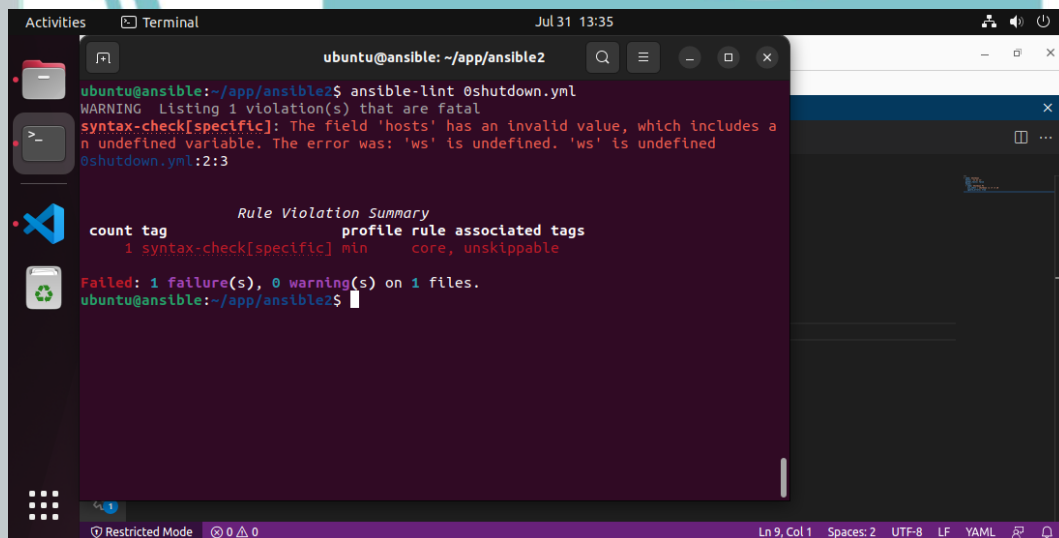 Activities
Terminal
Jul 31 13:35
ubuntu@ansible: ~/app/ansible2
ubuntu@ansible:~/app/ansible2$ ansible-lint 0shutdown.yml
WARNING  Listing 1 violation(s) that are fatal
syntax-check[specific]: The field 'hosts' has an invalid value, which includes a
n undefined variable. The error was: 'ws' is undefined. 'ws' is undefined
0shutdown.yml:2:3
Rule Violation Summary
count tag profile rule associated tags
1 syntax-check[specific] min core, unskippable
Failed: 1 failure(s), 0 warning(s) on 1 files.
ubuntu@ansible:~/app/ansible2$
1
Restricted Mode 0 0 Ln 9, Col 1 Spaces: 2 UTF-8 LF YAML